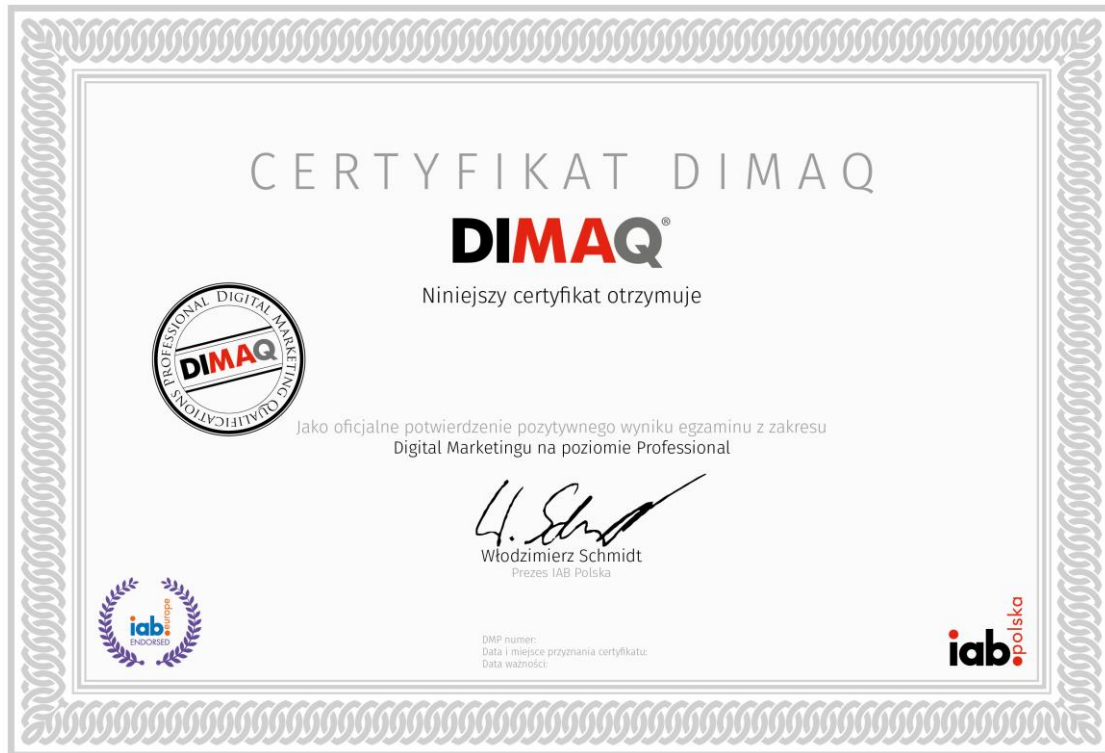 CERTYFIKAT DIMAQ
DIMAQ®
Niniejszy certyfikat otrzymuje
PROFESSIONAL DIGITAL MARKETING QUALIFICATIONS
DIMAQ
Jako oficjalne potwierdzenie pozytywnego wyniku egzaminu z zakresu
Digital Marketingu na poziomie Professional
W. Schmidt
Włodzimierz Schmidt
Prezes IAB Polska
iab europe
ENDORSED
DMP numer:
Data i miejsce przyznania certyfikatu:
Data ważności:
iab polska